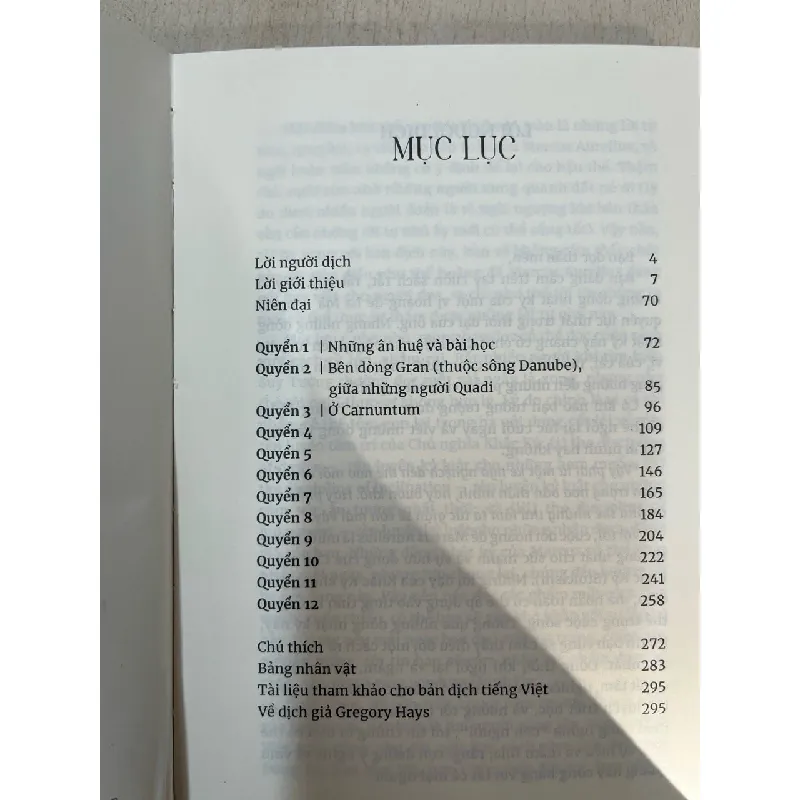 MỤC LỤC
Lời người dịch 4
Lời giới thiệu 7
Niên đại 70
Quyển 1 | Những ân huệ và bài học 72
Quyển 2 | Bên dòng Gran (thuộc sông Danube),
giữa những người Quadi 85
Quyển 3 | Ở Carnuntum 96
Quyển 4 109
Quyển 5 127
Quyển 6 146
Quyển 7 165
Quyển 8 184
Quyển 9 204
Quyển 10 222
Quyển 11 241
Quyển 12 258
Chú thích 272
Bảng nhân vật 283
Tài liệu tham khảo cho bản dịch tiếng Việt 295
Về dịch giả Gregory Hays 295